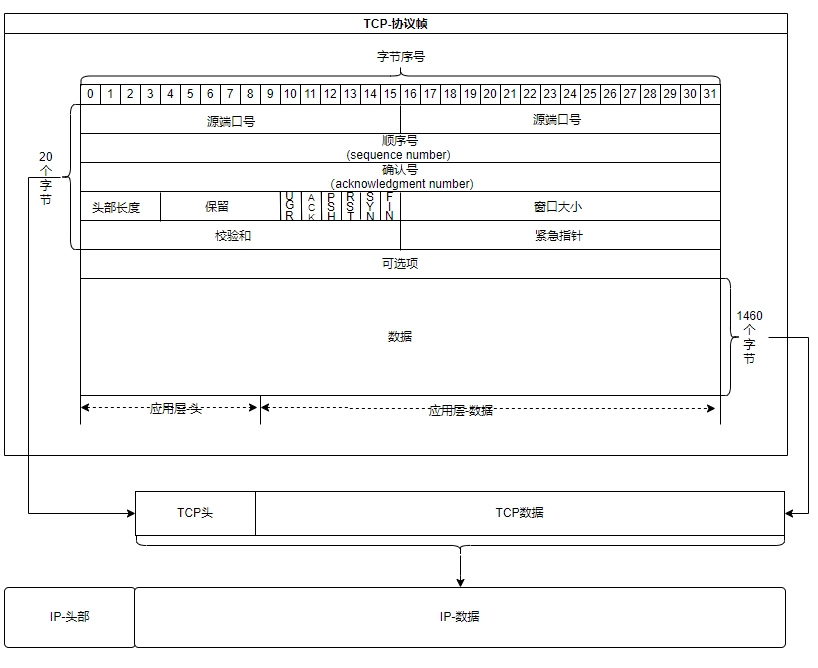 TCP-协议帧
字节序号
0 1 2 3 4 5 6 7 8 9 10 11 12 13 14 15 16 17 18 19 20 21 22 23 24 25 26 27 28 29 30 31
源端口号 源端口号
顺序号
(sequence number)
确认号
(acknowledgment number)
20
个
字
节
头部长度 保留 UGR ACK PSH RST SYN FIN 窗口大小
校验和 紧急指针
可选项
数据
1460
个
字
节
应用层-头 应用层-数据
TCP头 TCP数据
IP-头部 IP-数据